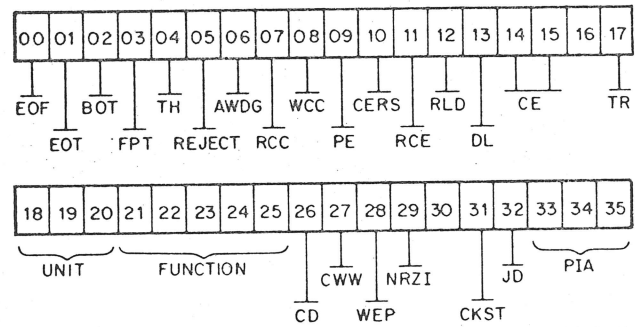 00 01 02 03 04 05 06 07 08 09 10 11 12 13 14 15 16 17
EOF BOT TH AWDG WCC CERS RLD CE TR
EOT FPT REJECT RCC PE RCE DL
18 19 20 21 22 23 24 25 26 27 28 29 30 31 32 33 34 35
UNIT FUNCTION CWW NRZI JD PIA
CD WEP CKST